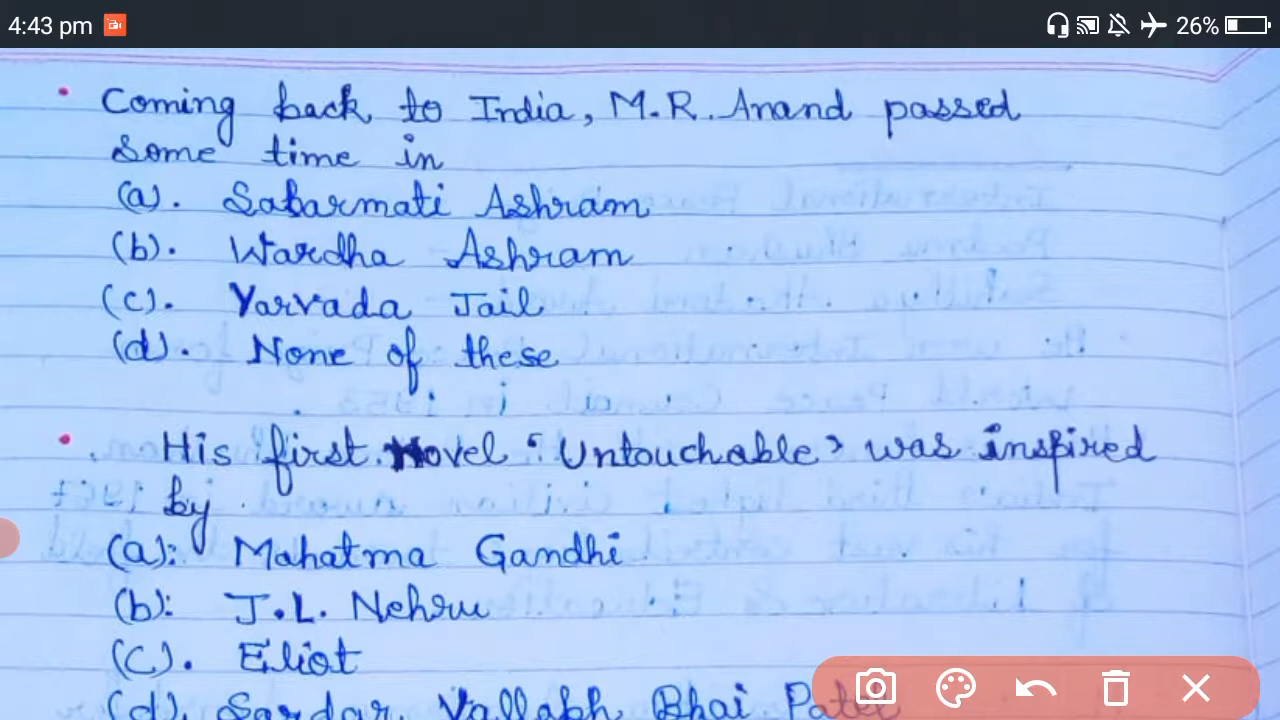 4:43 pm
26%
Coming back to India, M.R. Anand passed
some time in
(a). Sabarmati Ashram
(b). Wardha Ashram
(c). Yarvada Jail
(d). None of these
His first Novel 'Untouchable' was inspired
by
(a): Mahatma Gandhi
(b): J.L. Nehru
(C). Eliot
(d). Sardar Vallabh Bhai Patel